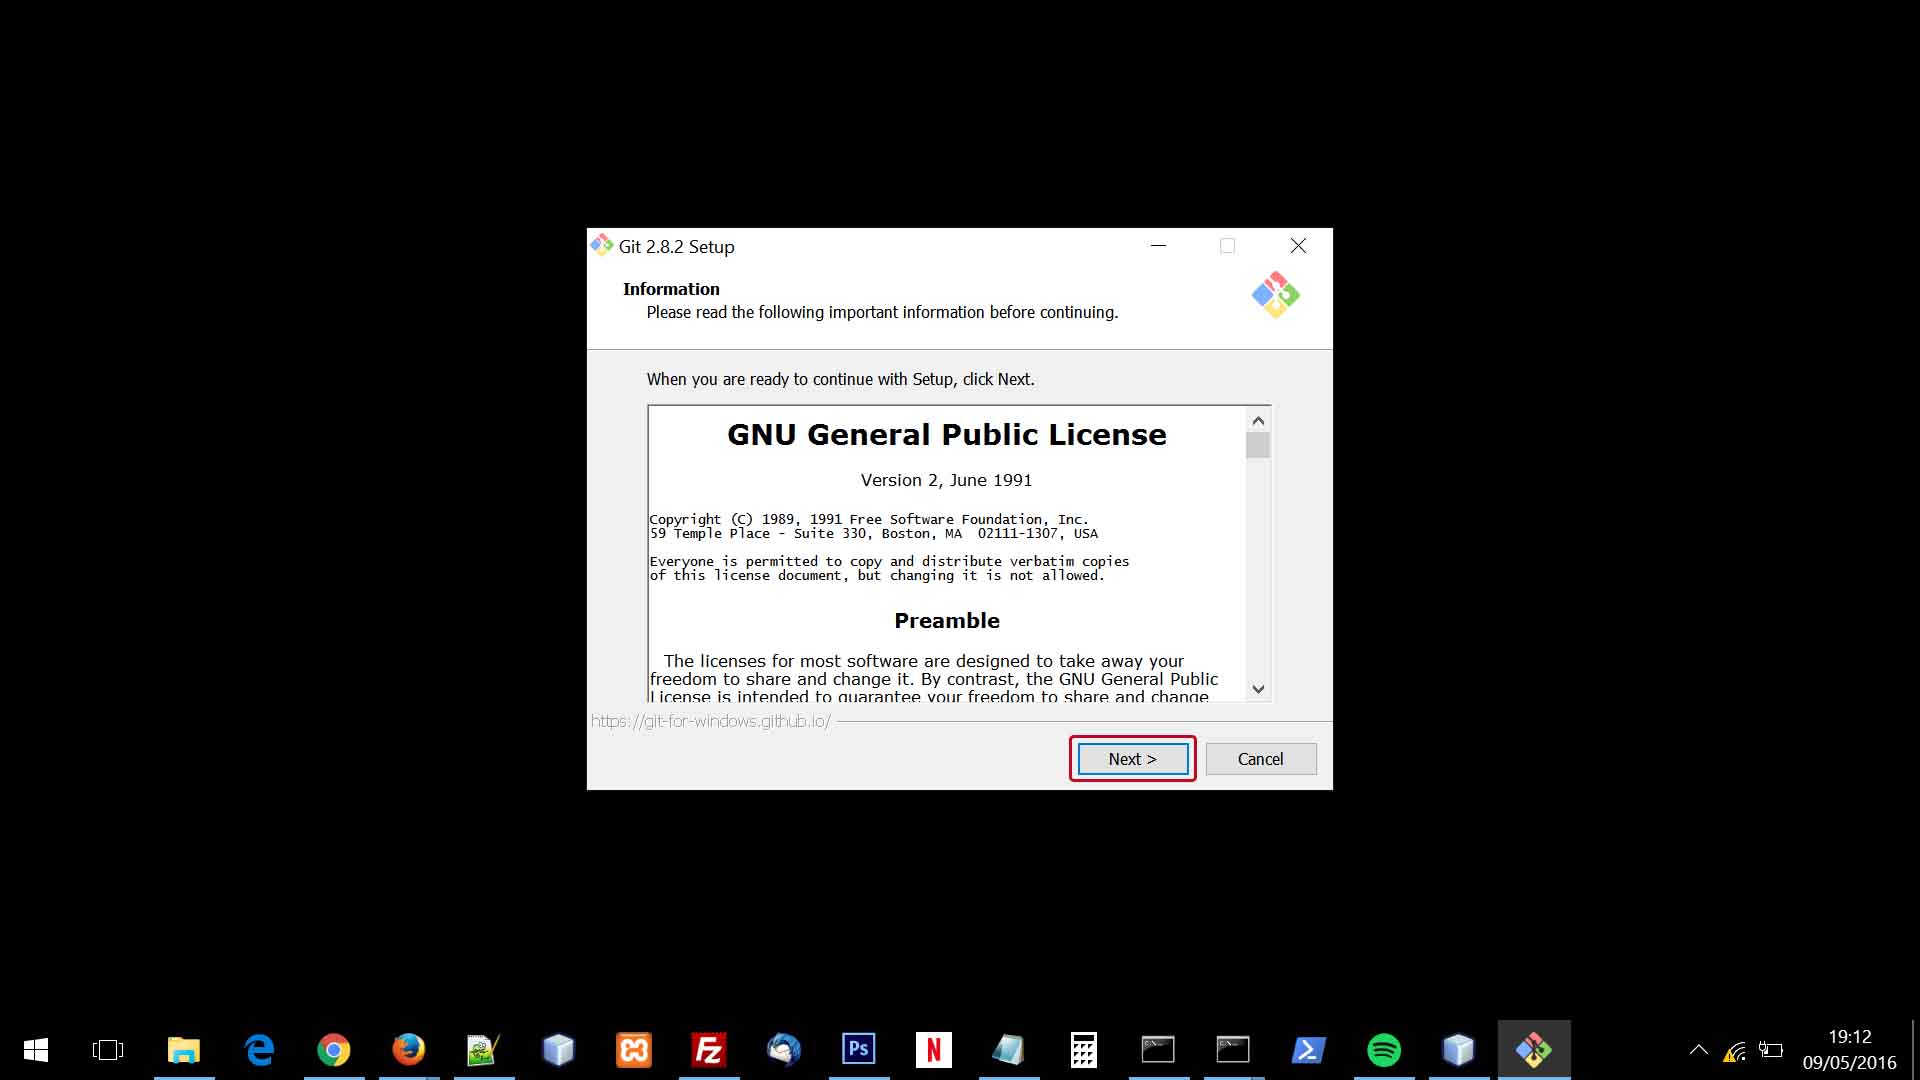 Git 2.8.2 Setup
Information
Please read the following important information before continuing.
When you are ready to continue with Setup, click Next.
GNU General Public License
Version 2, June 1991
Copyright (C) 1989, 1991 Free Software Foundation, Inc.
59 Temple Place - Suite 330, Boston, MA  02111-1307, USA
Everyone is permitted to copy and distribute verbatim copies
of this license document, but changing it is not allowed.
Preamble
The licenses for most software are designed to take away your
freedom to share and change it. By contrast, the GNU General Public
License is intended to guarantee your freedom to share and change
https://git-for-windows.github.io/
Next >
Cancel
Fz
Ps
N
19:12
09/05/2016